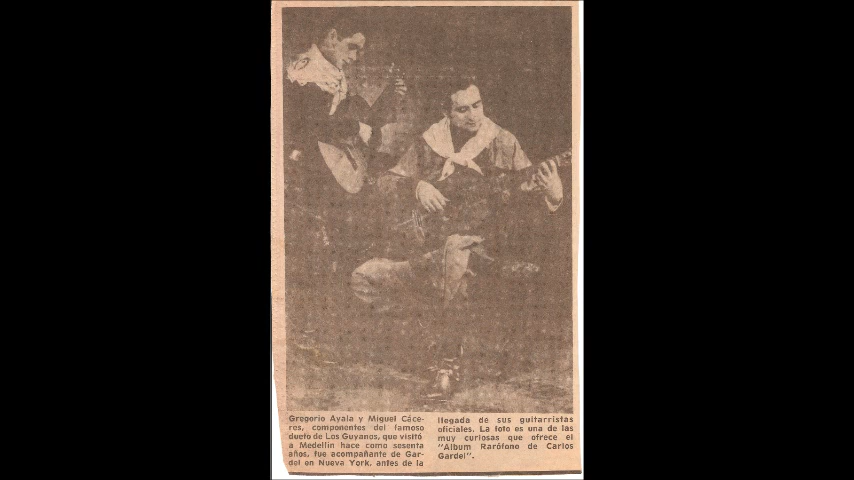 Gregorio Ayala y Miguel Cáce-
res, componentes del famoso
dueto de Los Guyanos, que visitó
a Medellín hace como sesenta
años, fue acompañante de Gar-
del en Nueva York, antes de la
llegada de sus guitarristas
oficiales. La foto es una de las
muy curiosas que ofrece el
"Album Rarófono de Carlos
Gardel".